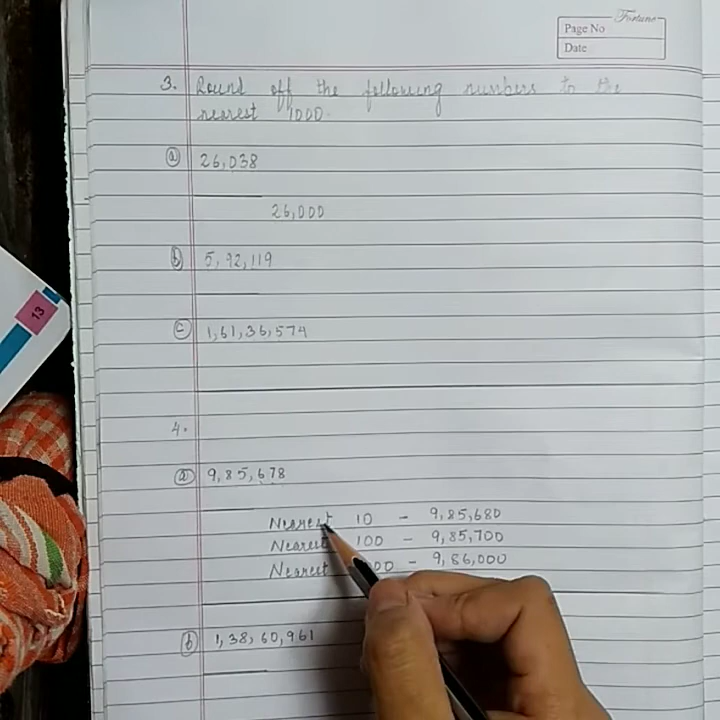 Fortune
Page No
Date
3. Round off the following numbers to the
nearest 1000.
(a) 26,038
26,000
(b) 5,92,119
(c) 1,61,36,574
4.
(a) 9,85,678
Nearest 10 - 9,85,680
Nearest 100 - 9,85,700
Nearest - 9,86,000
(b) 1,38,60,961
13